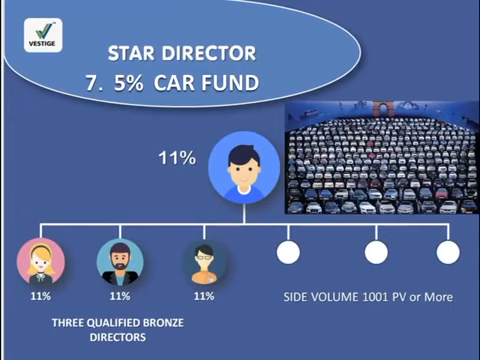 VESTIGE
STAR DIRECTOR
7. 5% CAR FUND
11%
11%
11%
11%
SIDE VOLUME 1001 PV or More
THREE QUALIFIED BRONZE
DIRECTORS